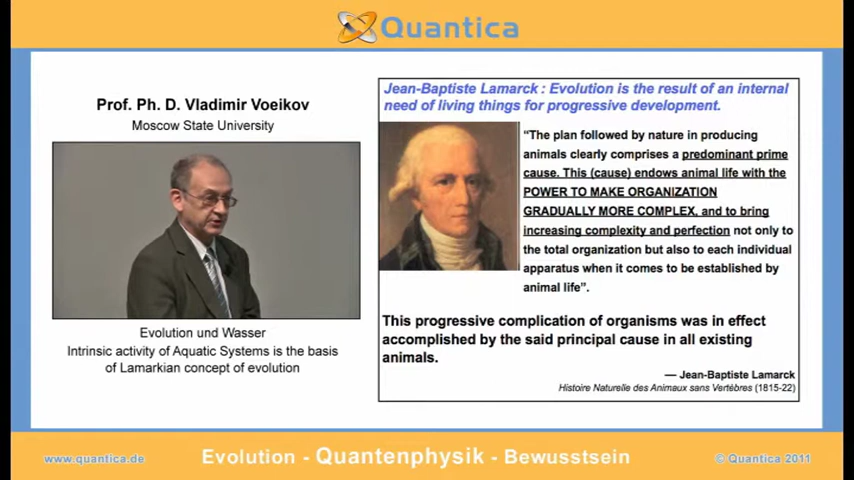 Quantica
Prof. Ph. D. Vladimir Voeikov
Moscow State University
Evolution und Wasser
Intrinsic activity of Aquatic Systems is the basis
of Lamarkian concept of evolution
Jean-Baptiste Lamarck : Evolution is the result of an internal
need of living things for progressive development.
“The plan followed by nature in producing
animals clearly comprises a predominant prime
cause. This (cause) endows animal life with the
POWER TO MAKE ORGANIZATION
GRADUALLY MORE COMPLEX, and to bring
increasing complexity and perfection not only to
the total organization but also to each individual
apparatus when it comes to be established by
animal life”.
This progressive complication of organisms was in effect
accomplished by the said principal cause in all existing
animals.
— Jean-Baptiste Lamarck
Histoire Naturelle des Animaux sans Vertèbres (1815-22)
www.quantica.de
Evolution - Quantenphysik - Bewusstsein
© Quantica 2011